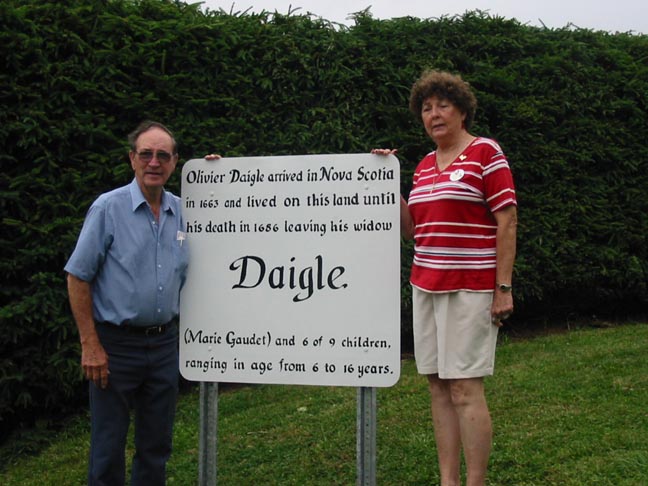 Olivier Daigle arrived in Nova Scotia
in 1663 and lived on this land until
his death in 1686 leaving his widow
Daigle.
(Marie Gaudet) and 6 of 9 children,
ranging in age from 6 to 16 years.